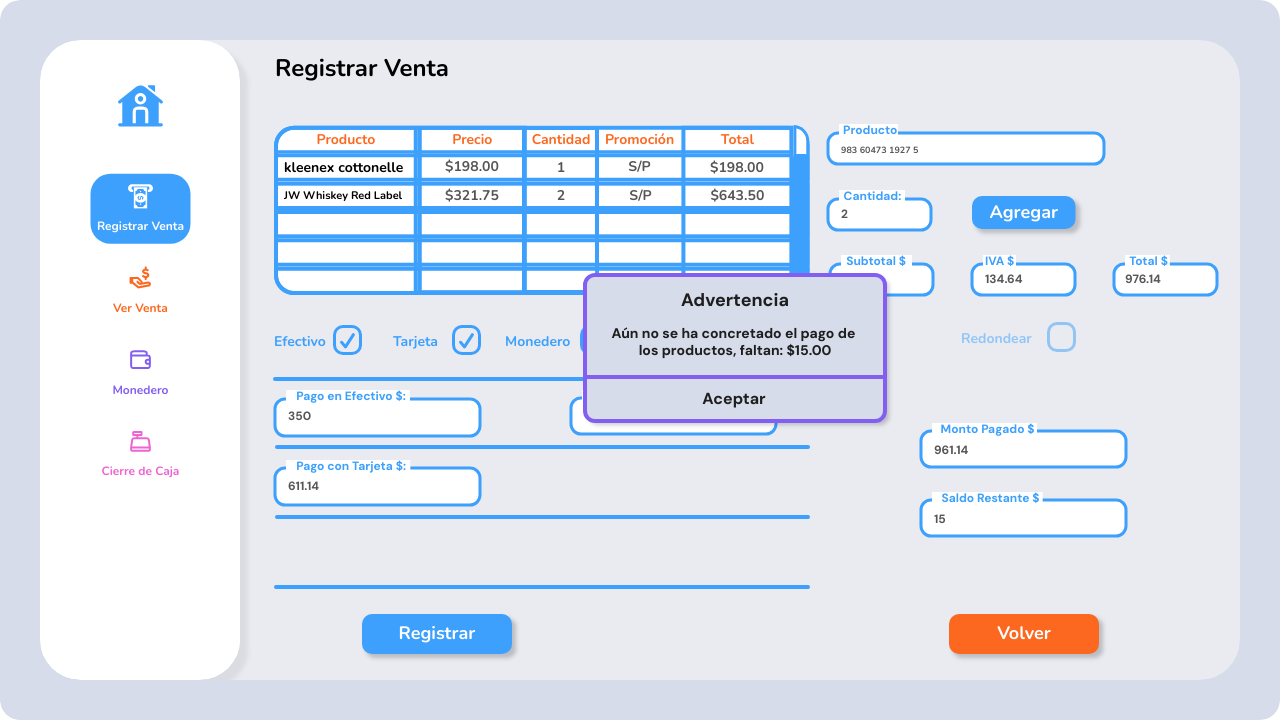 Registrar Venta
Registrar Venta
Ver Venta
Monedero
Cierre de Caja
Producto Precio Cantidad Promoción Total
kleenex cottonelle $198.00 1 S/P $198.00
JW Whiskey Red Label $321.75 2 S/P $643.50
Producto
983 60473 1927 5
Cantidad:
2
Agregar
Subtotal $ IVA $ Total $
134.64 976.14
Advertencia
Aún no se ha concretado el pago de
los productos, faltan: $15.00
Aceptar
Efectivo Tarjeta Monedero
Redondear
Pago en Efectivo $:
350
Pago con Tarjeta $:
611.14
Monto Pagado $
961.14
Saldo Restante $
15
Registrar
Volver